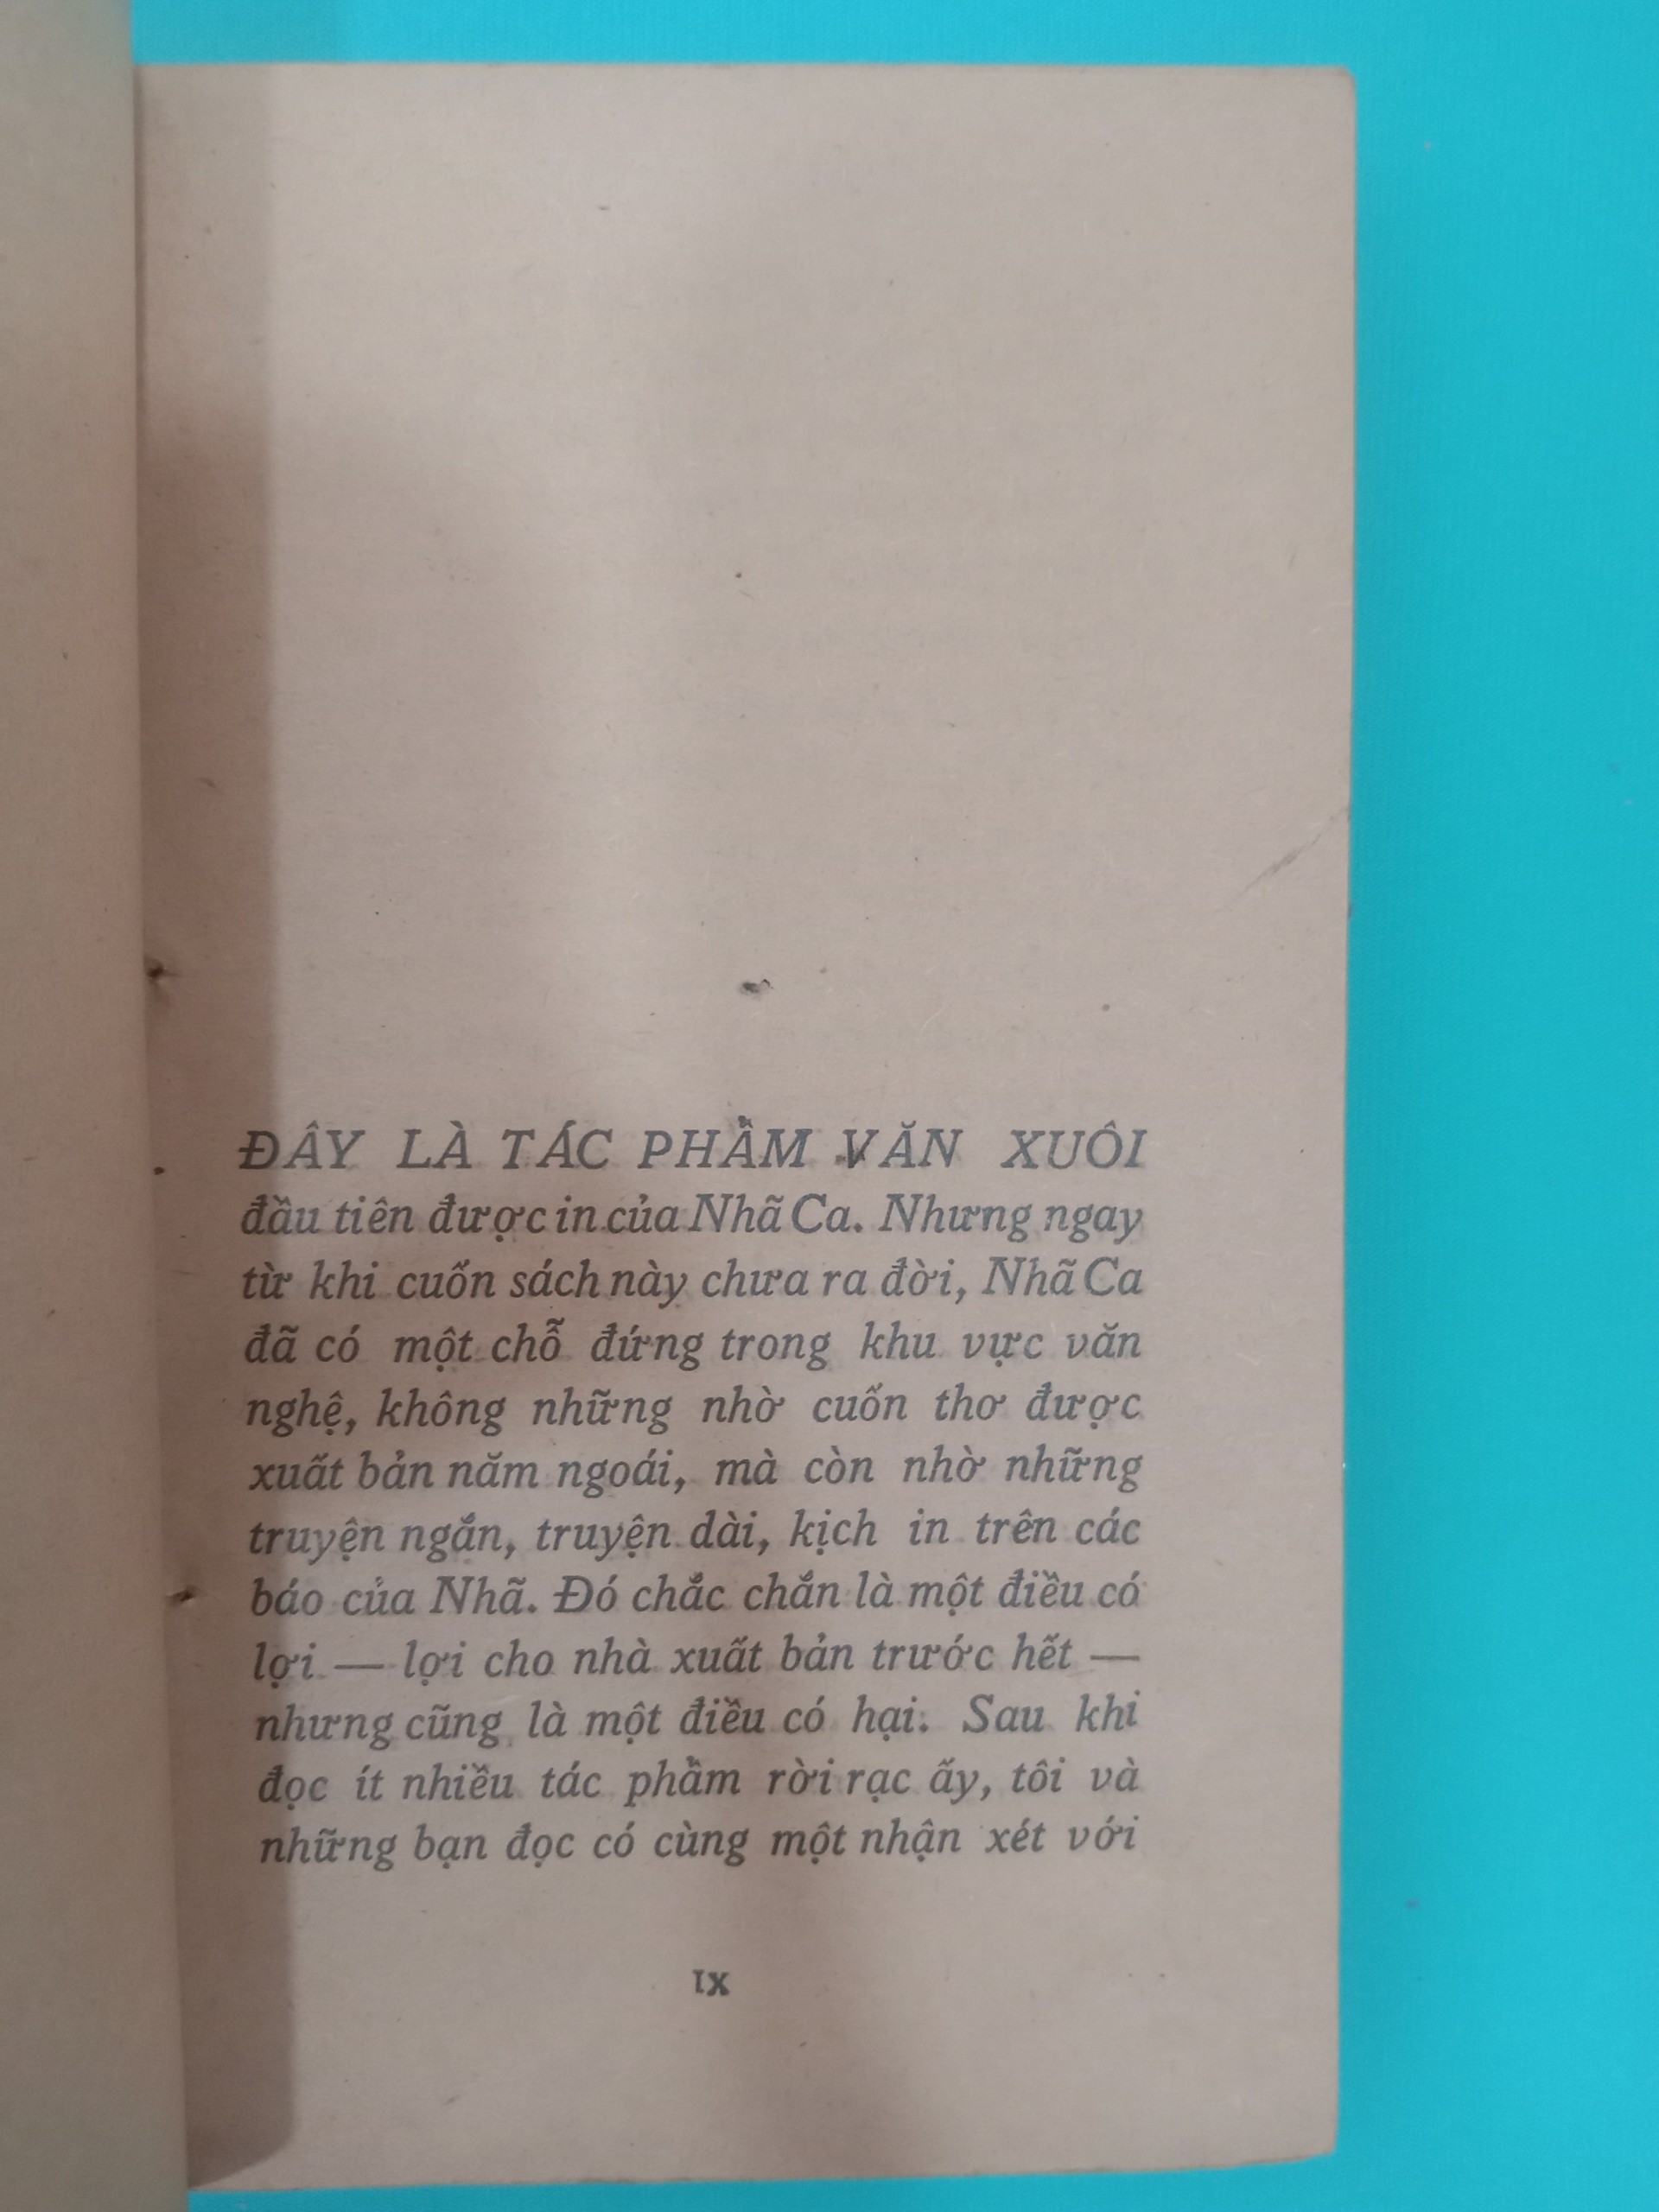 ĐÂY LÀ TÁC PHẨM VĂN XUÔI
đầu tiên được in của Nhã Ca. Nhưng ngay
từ khi cuốn sách này chưa ra đời, Nhã Ca
đã có một chỗ đứng trong khu vực văn
nghệ, không những nhờ cuốn thơ được
xuất bản năm ngoái, mà còn nhờ những
truyện ngắn, truyện dài, kịch in trên các
báo của Nhã. Đó chắc chắn là một điều có
lợi — lợi cho nhà xuất bản trước hết —
nhưng cũng là một điều có hại. Sau khi
đọc ít nhiều tác phẩm rời rạc ấy, tôi và
những bạn đọc có cùng một nhận xét với
IX